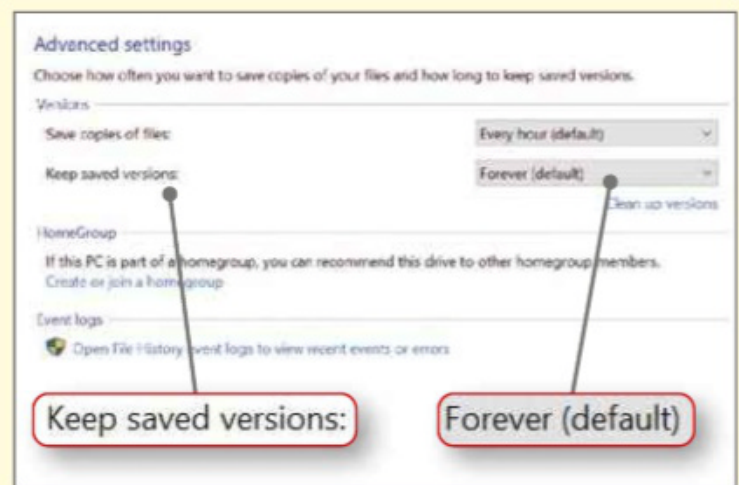 Advanced settings
Choose how often you want to save copies of your files and how long to keep saved versions.
Versions
Save copies of files: Every hour (default)
Keep saved versions: Forever (default)
Clean up versions
HomeGroup
If this PC is part of a homegroup, you can recommend this drive to other homegroup members.
Create or join a homegroup
Event logs
Open File History event logs to view recent events or errors
Keep saved versions: Forever (default)